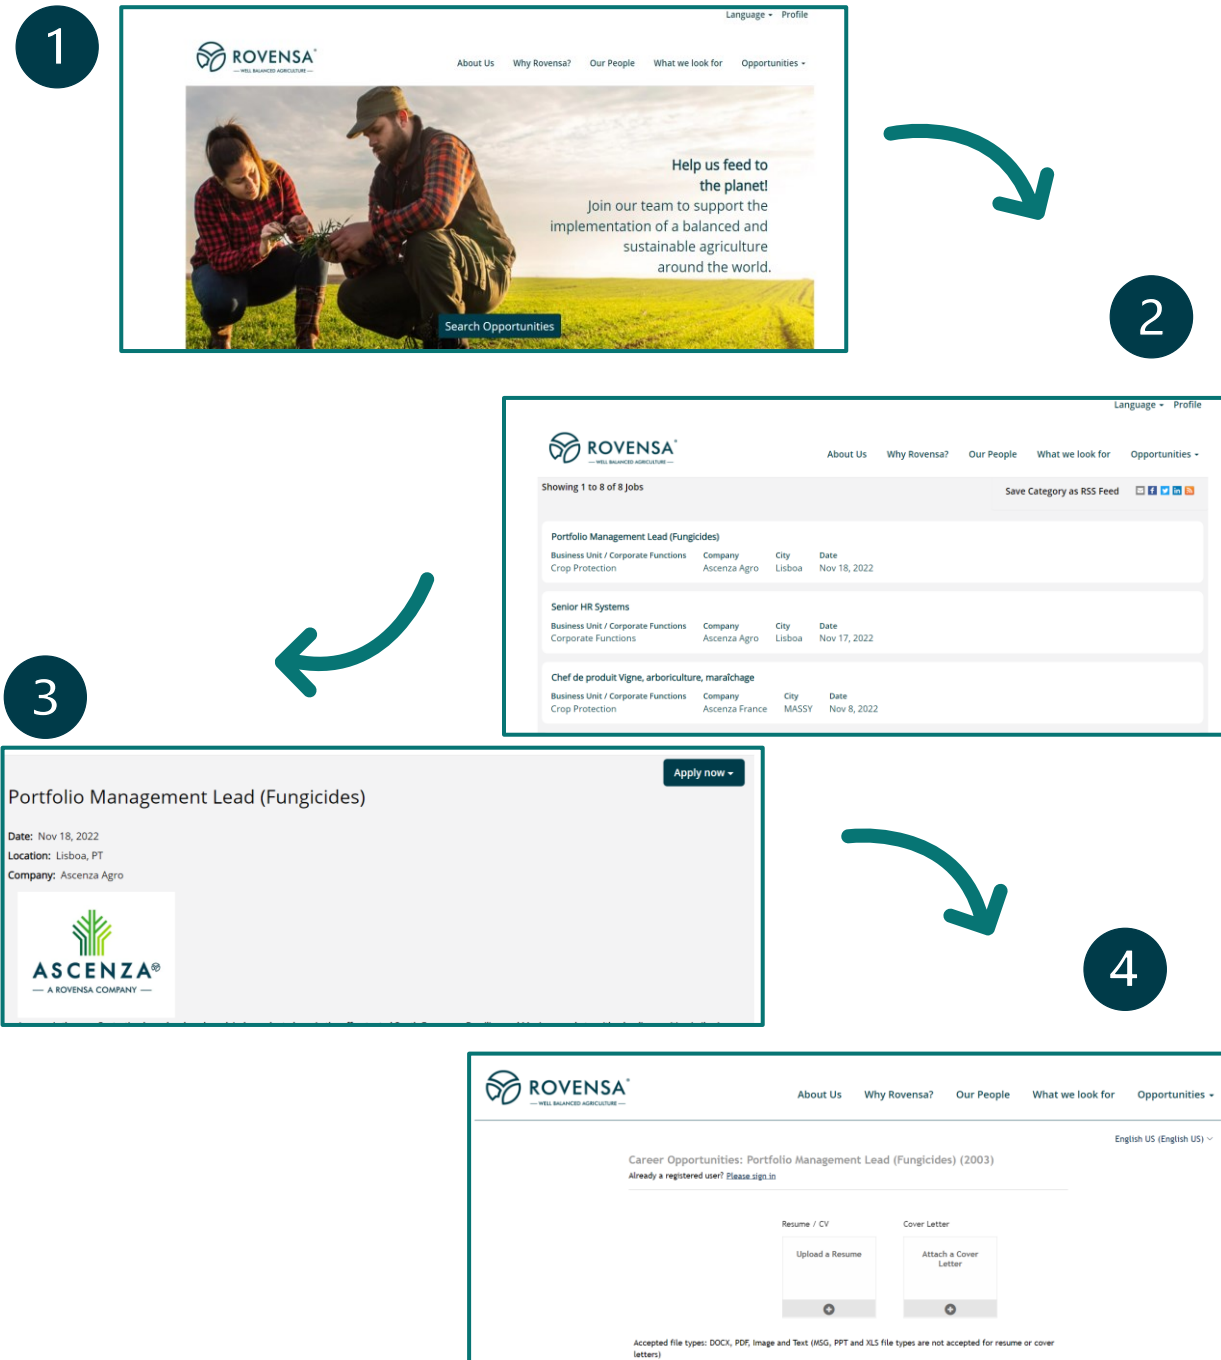 1
Language Profile
ROVENSA
WELL BALANCED AGRICULTURE
About Us Why Rovensa? Our People What we look for Opportunities
Help us feed to
the planet!
Join our team to support the
implementation of a balanced and
sustainable agriculture
around the world.
Search Opportunities
2
Language Profile
ROVENSA
WELL BALANCED AGRICULTURE
About Us Why Rovensa? Our People What we look for Opportunities
Showing 1 to 8 of 8 Jobs
Save Category as RSS Feed
Portfolio Management Lead (Fungicides)
Business Unit / Corporate Functions Company City Date
Crop Protection Ascenza Agro Lisboa Nov 18, 2022
Senior HR Systems
Business Unit / Corporate Functions Company City Date
Corporate Functions Ascenza Agro Lisboa Nov 17, 2022
Chef de produit Vigne, arboriculture, maraîchage
Business Unit / Corporate Functions Company City Date
Crop Protection Ascenza France MASSY Nov 8, 2022
3
Apply now
Portfolio Management Lead (Fungicides)
Date: Nov 18, 2022
Location: Lisboa, PT
Company: Ascenza Agro
ASCENZA
— A ROVENSA COMPANY —
4
ROVENSA
WELL BALANCED AGRICULTURE
About Us Why Rovensa? Our People What we look for Opportunities
English US (English US)
Career Opportunities: Portfolio Management Lead (Fungicides) (2003)
Already a registered user? Please sign in
Resume / CV Cover Letter
Upload a Resume
Attach a Cover
Letter
Accepted file types: DOCX, PDF, Image and Text (MSG, PPT and XLS file types are not accepted for resume or cover
letters)